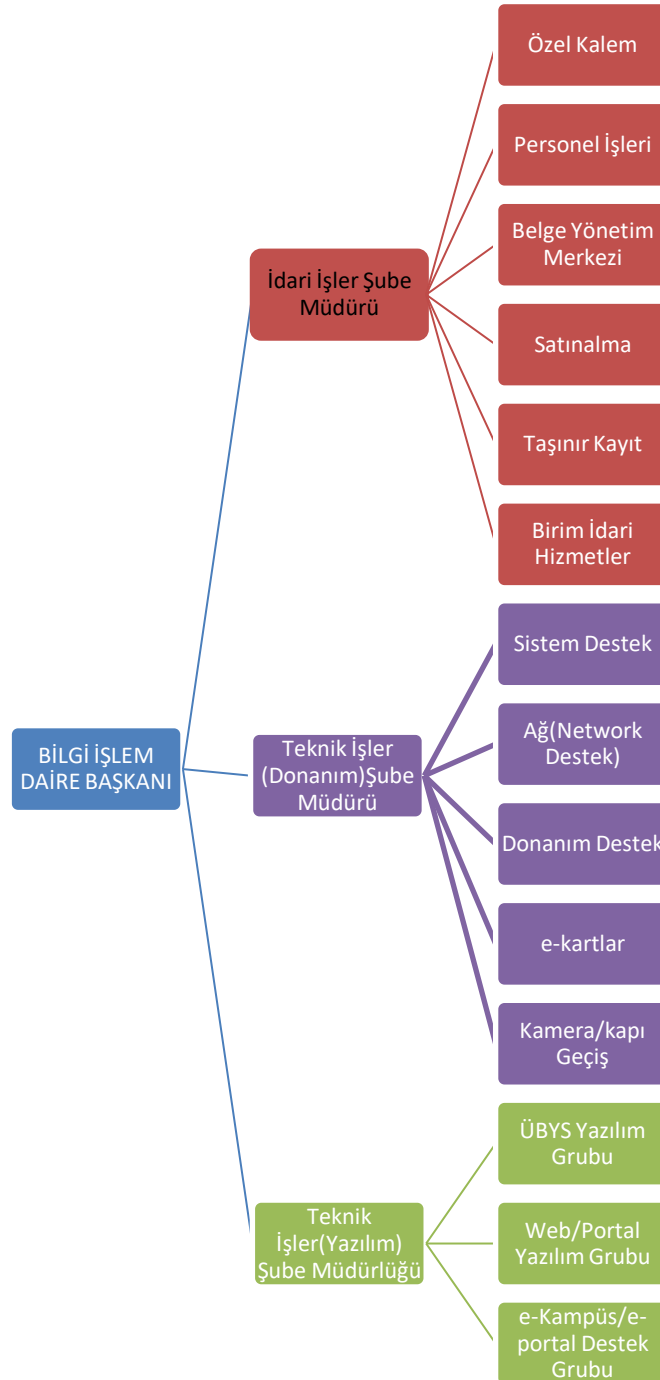 BİLGİ İŞLEM
DAİRE BAŞKANI
İdari İşler Şube
Müdürü
Özel Kalem
Personel İşleri
Belge Yönetim
Merkezi
Satınalma
Taşınır Kayıt
Birim İdari
Hizmetler
Teknik İşler
(Donanım)Şube
Müdürü
Sistem Destek
Ağ(Network
Destek)
Donanım Destek
e-kartlar
Kamera/kapı
Geçiş
Teknik
İşler(Yazılım)
Şube Müdürlüğü
ÜBYS Yazılım
Grubu
Web/Portal
Yazılım Grubu
e-Kampüs/e-
portal Destek
Grubu